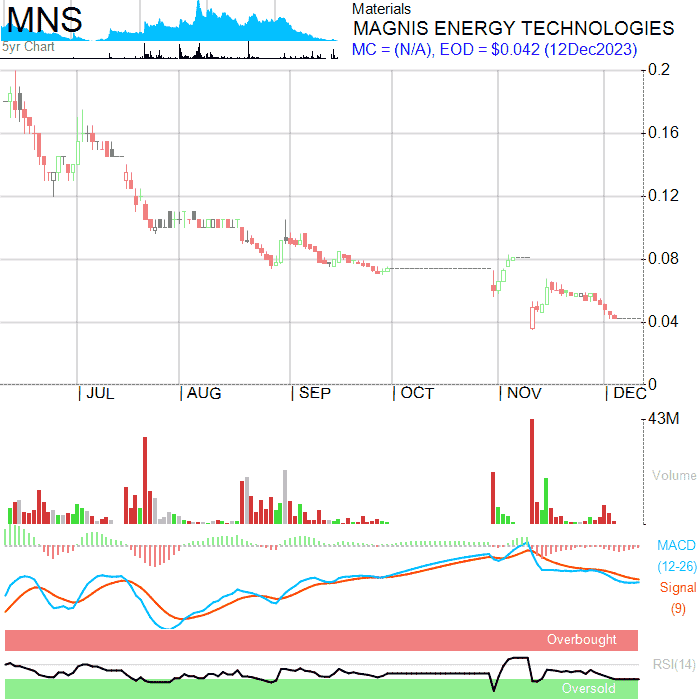 MNS
5yr Chart
Materials
MAGNIS ENERGY TECHNOLOGIES
MC = (N/A), EOD = $0.042 (12Dec2023)
0.2
0.16
0.12
0.08
0.04
0
JUL
AUG
SEP
OCT
NOV
DEC
43M
Volume
MACD
(12-26)
Signal
(9)
Overbought
RSI(14)
Oversold